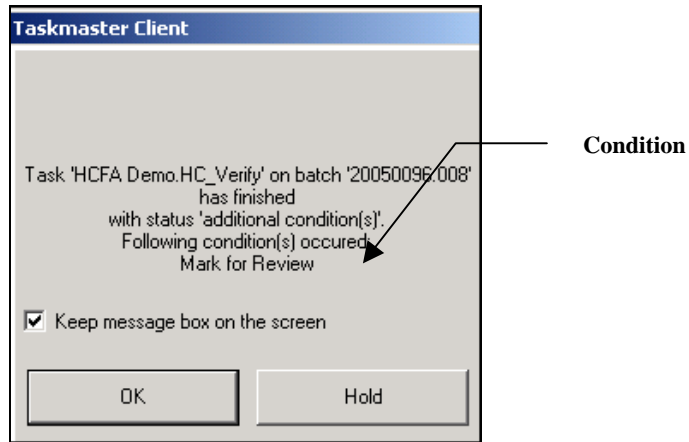 Taskmaster Client
Condition
Task 'HCFA Demo.HC_Verify' on batch '20050096.008'
has finished
with status 'additional condition(s)'.
Following condition(s) occured:
Mark for Review
Keep message box on the screen
OK
Hold